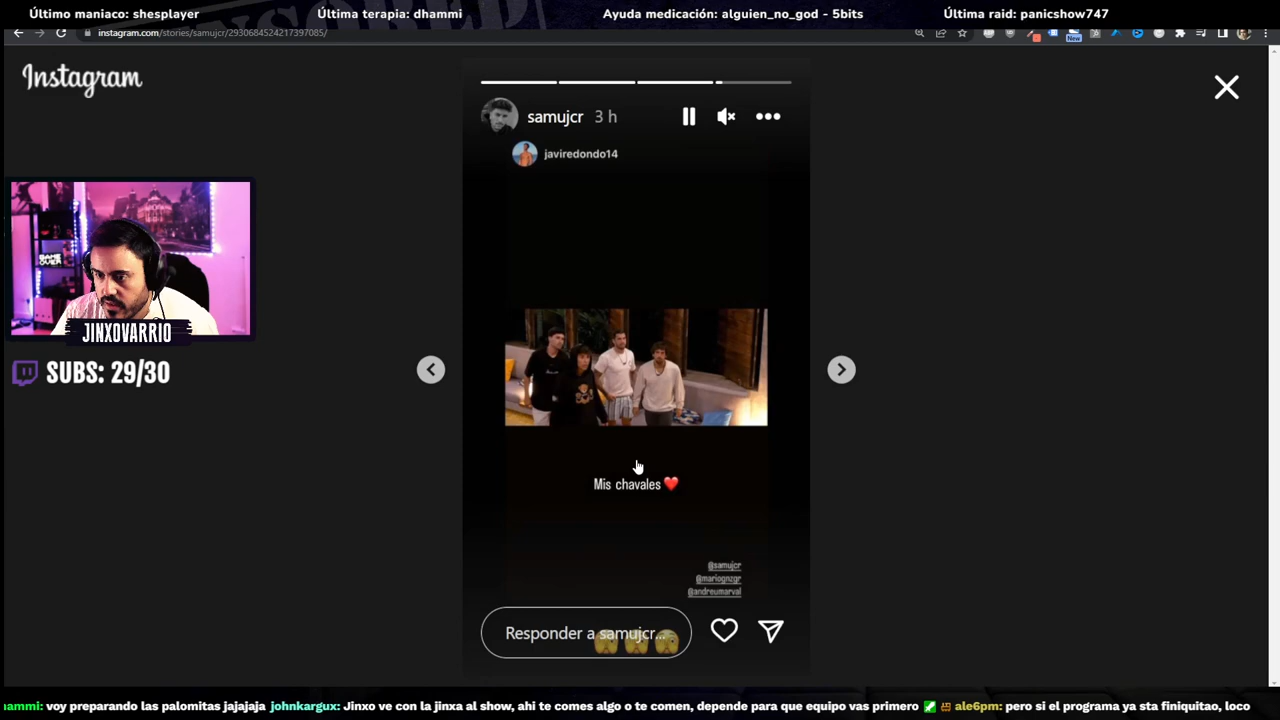 Último maniaco: shesplayer
Última terapia: dhammi
Ayuda medicación: alguien_no_god - 5bits
Última raid: panicshow747
instagram.com/stories/samujcr/2930684524217397085/
New
Instagram
samujcr 3 h
javiredondo14
GAME OVER
JINXOVARRIO
SUBS: 29/30
Mis chavales❤️
@samujcr
@mariognzgr
@andreumarval
Responder a samujcr...
ammi: voy preparando las palomitas jajajaja johnkargux: Jinxo ve con la jinxa al show, ahi te comes algo o te comen, depende para que equipo vas primero ale6pm: pero si el programa ya sta finiquitao, loco